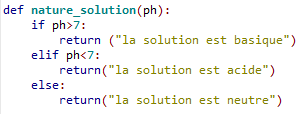 def nature_solution(ph):
    if ph>7:
        return ("la solution est basique")
    elif ph<7:
        return("la solution est acide")
    else:
        return("la solution est neutre")